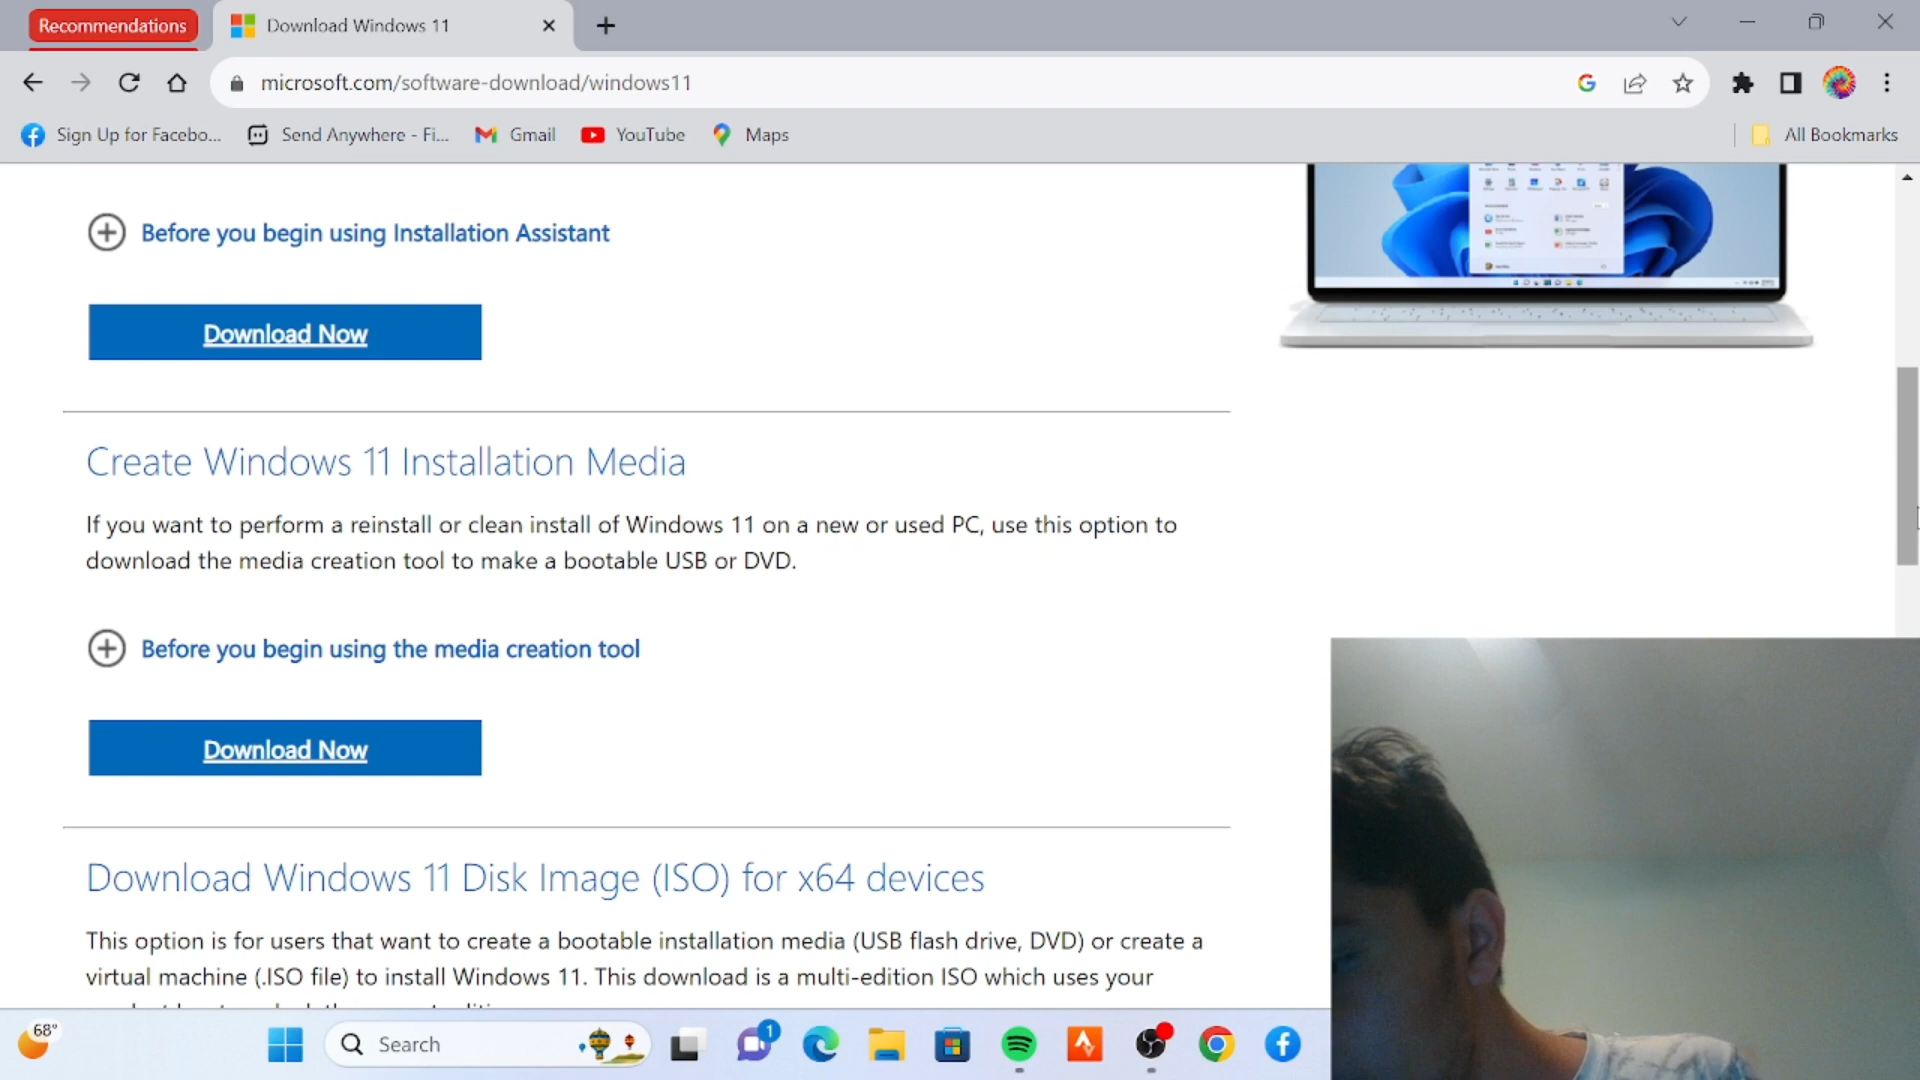 Recommendations
Download Windows 11
microsoft.com/software-download/windows11
Sign Up for Facebo...
Send Anywhere - Fi...
Gmail
YouTube
Maps
All Bookmarks
Before you begin using Installation Assistant
Download Now
Create Windows 11 Installation Media
If you want to perform a reinstall or clean install of Windows 11 on a new or used PC, use this option to
download the media creation tool to make a bootable USB or DVD.
Before you begin using the media creation tool
Download Now
Download Windows 11 Disk Image (ISO) for x64 devices
This option is for users that want to create a bootable installation media (USB flash drive, DVD) or create a
virtual machine (.ISO file) to install Windows 11. This download is a multi-edition ISO which uses your
68°
Search
1